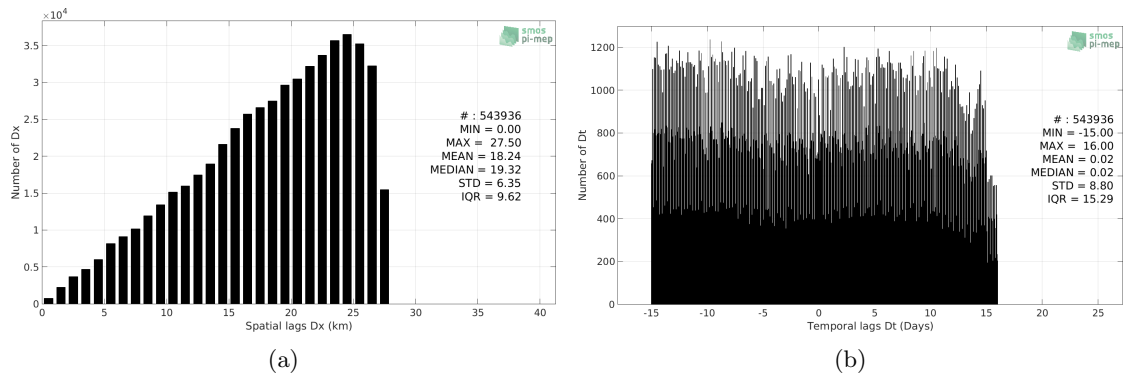 ×10⁴
3.5
3
2.5
2
1.5
1
0.5
0
Number of Dx
0 5 10 15 20 25 30 35 40
Spatial lags Dx (km)
smos
pi-mep
# : 543936
MIN = 0.00
MAX = 27.50
MEAN = 18.24
MEDIAN = 19.32
STD = 6.35
IQR = 9.62
(a)
1200
1000
800
600
400
200
0
Number of Dt
-15 -10 -5 0 5 10 15 20 25
Temporal lags Dt (Days)
smos
pi-mep
# : 543936
MIN = -15.00
MAX = 16.00
MEAN = 0.02
MEDIAN = 0.02
STD = 8.80
IQR = 15.29
(b)